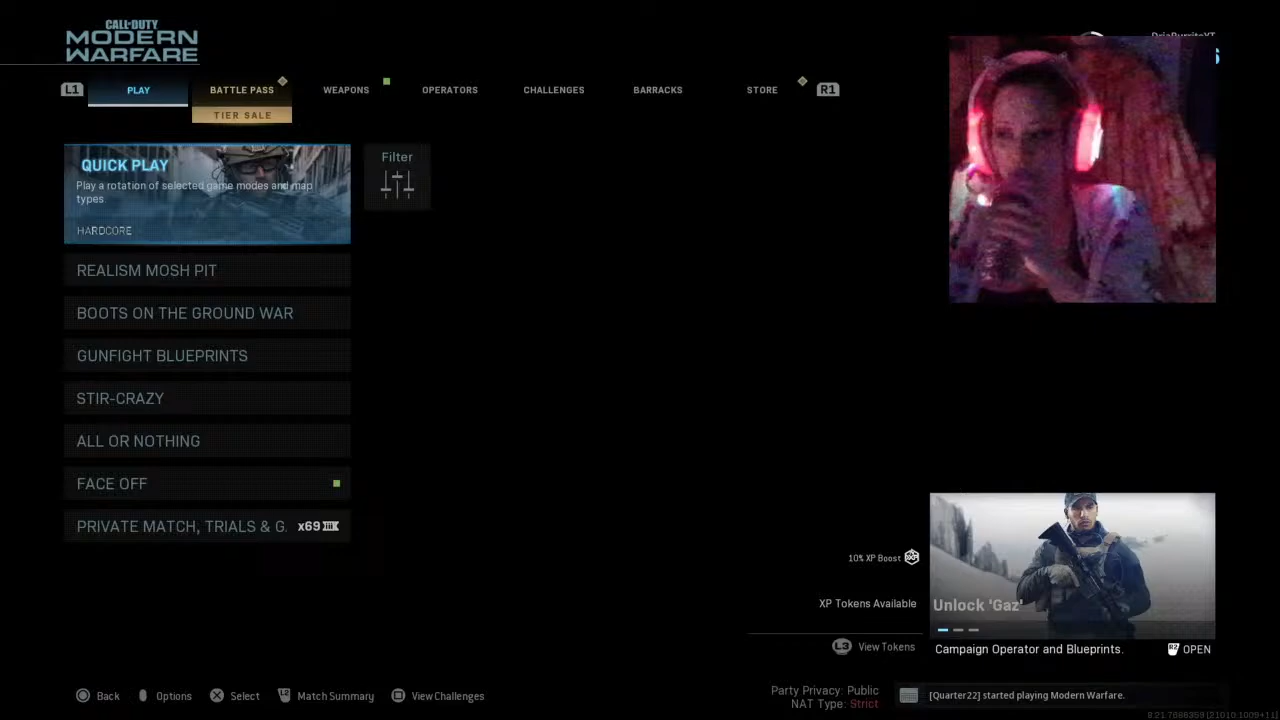 CALL OF DUTY
MODERN
WARFARE
L1
PLAY
BATTLE PASS
WEAPONS
OPERATORS
CHALLENGES
BARRACKS
STORE
R1
TIER SALE
QUICK PLAY
Play a rotation of selected game modes and map
types.
HARDCORE
Filter
REALISM MOSH PIT
BOOTS ON THE GROUND WAR
GUNFIGHT BLUEPRINTS
STIR-CRAZY
ALL OR NOTHING
FACE OFF
PRIVATE MATCH, TRIALS & G. x69
10% XP Boost
XP Tokens Available
L3 View Tokens
Unlock 'Gaz'
Campaign Operator and Blueprints.
R2 OPEN
Back
Options
Select
L2 Match Summary
View Challenges
Party Privacy: Public
NAT Type: Strict
[Quarter22] started playing Modern Warfare.